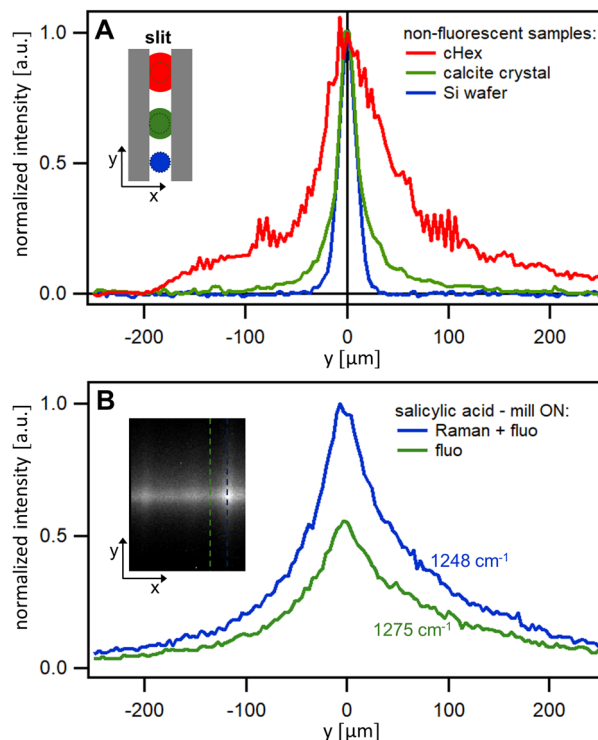 A
slit
y
x
non-fluorescent samples:
cHex
calcite crystal
Si wafer
normalized intensity [a.u.]
1.0
0.5
0.0
-200 -100 0 100 200
y [µm]
B
y
x
salicylic acid - mill ON:
Raman + fluo
fluo
1248 cm⁻¹
1275 cm⁻¹
normalized intensity [a.u.]
1.0
0.5
0.0
-200 -100 0 100 200
y [µm]